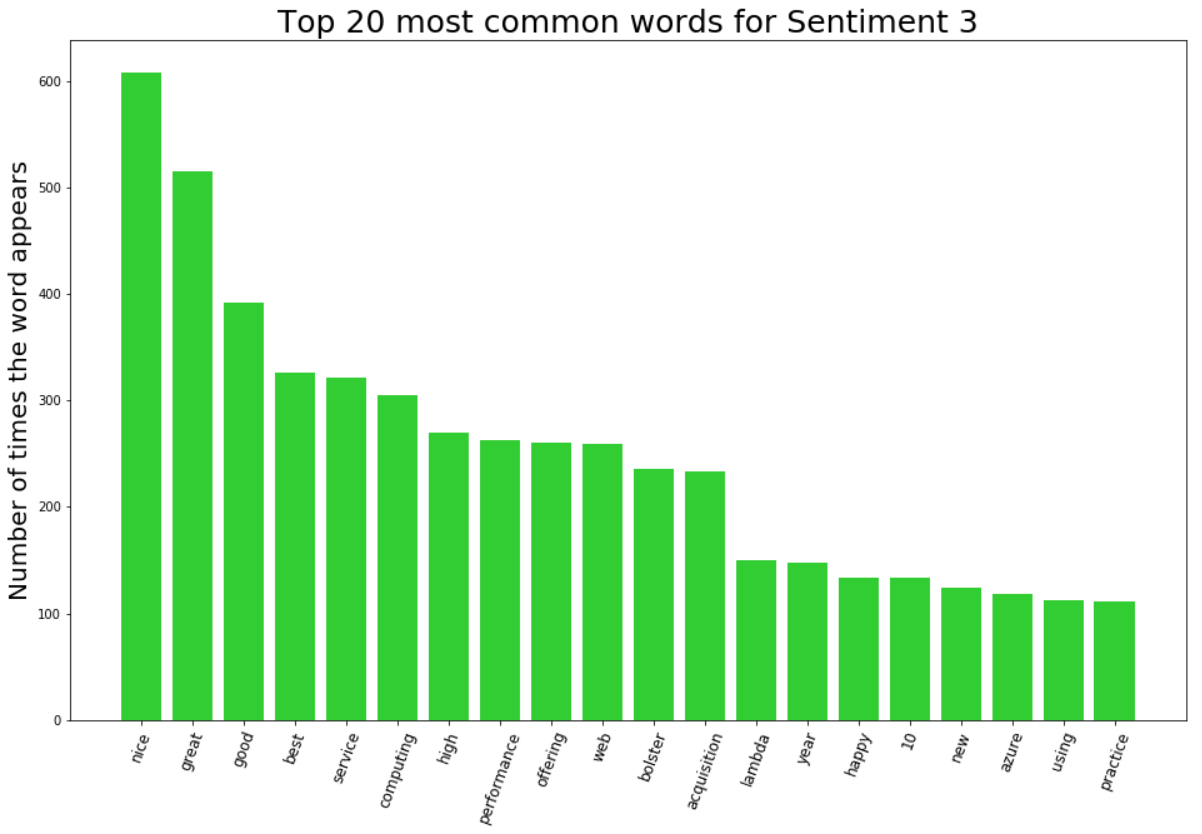 Top 20 most common words for Sentiment 3
Number of times the word appears
600
500
400
300
200
100
0
nice
great
good
best
service
computing
high
performance
offering
web
bolster
acquisition
lambda
year
happy
10
new
azure
using
practice